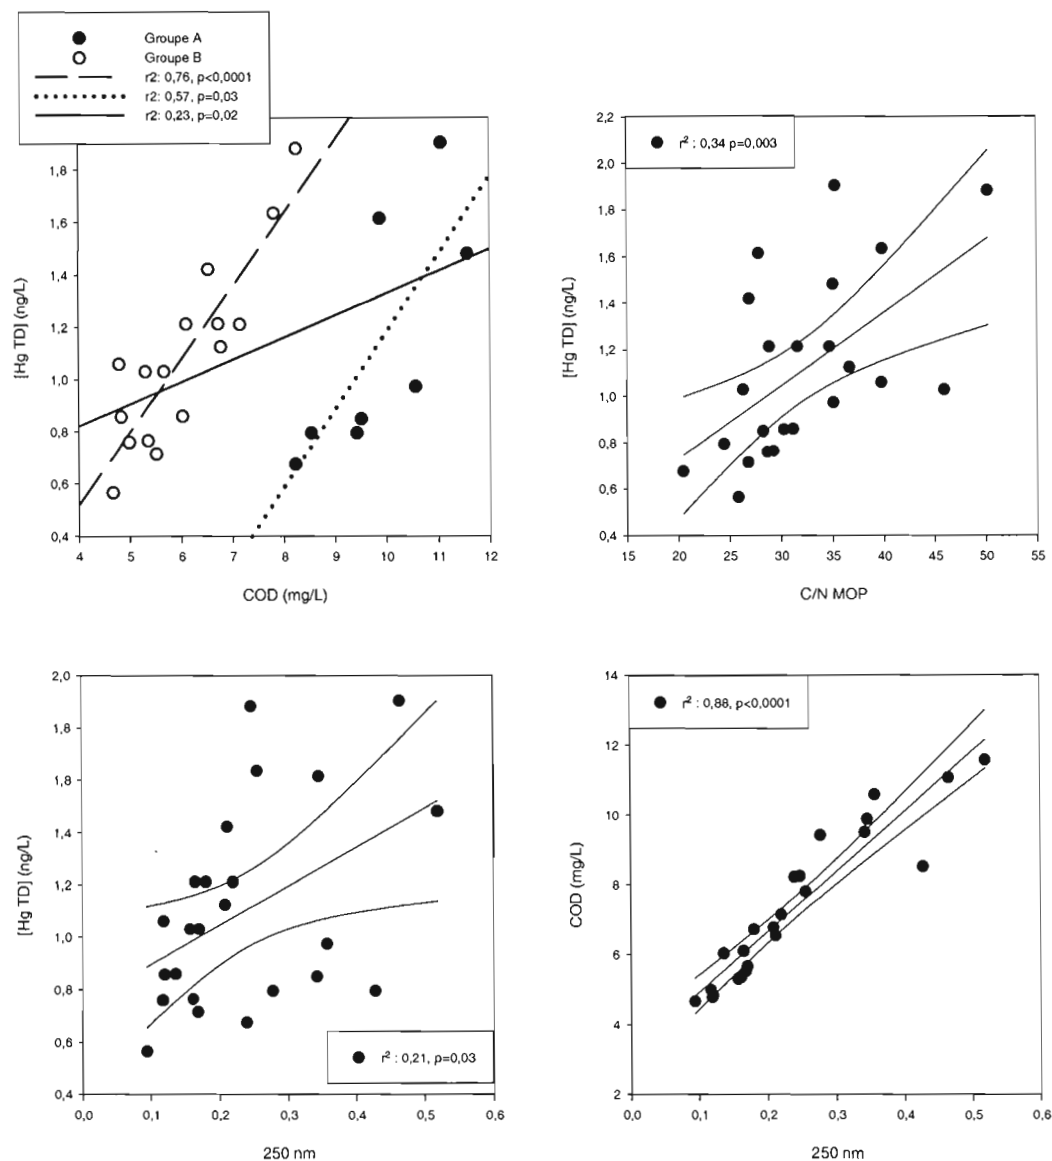 Groupe A
Groupe B
r2: 0,76, p<0,0001
r2: 0,57, p=0,03
r2: 0,23, p=0,02
1,8
1,6
1,4
1,2
1,0
0,8
0,6
0,4
[Hg TD] (ng/L)
4 5 6 7 8 9 10 11 12
COD (mg/L)
r² : 0,34 p=0,003
2,2
2,0
1,8
1,6
1,4
1,2
1,0
0,8
0,6
0,4
[Hg TD] (ng/L)
15 20 25 30 35 40 45 50 55
C/N MOP
2,0
1,8
1,8
1,4
1,2
1,0
0,8
0,6
0,4
[Hg TD] (ng/L)
r² : 0,21, p=0,03
0,0 0,1 0,2 0,3 0,4 0,5 0,6
250 nm
r² : 0,88, p<0,0001
14
12
10
8
6
4
2
COD (mg/L)
0,0 0,1 0,2 0,3 0,4 0,5 0,6
250 nm